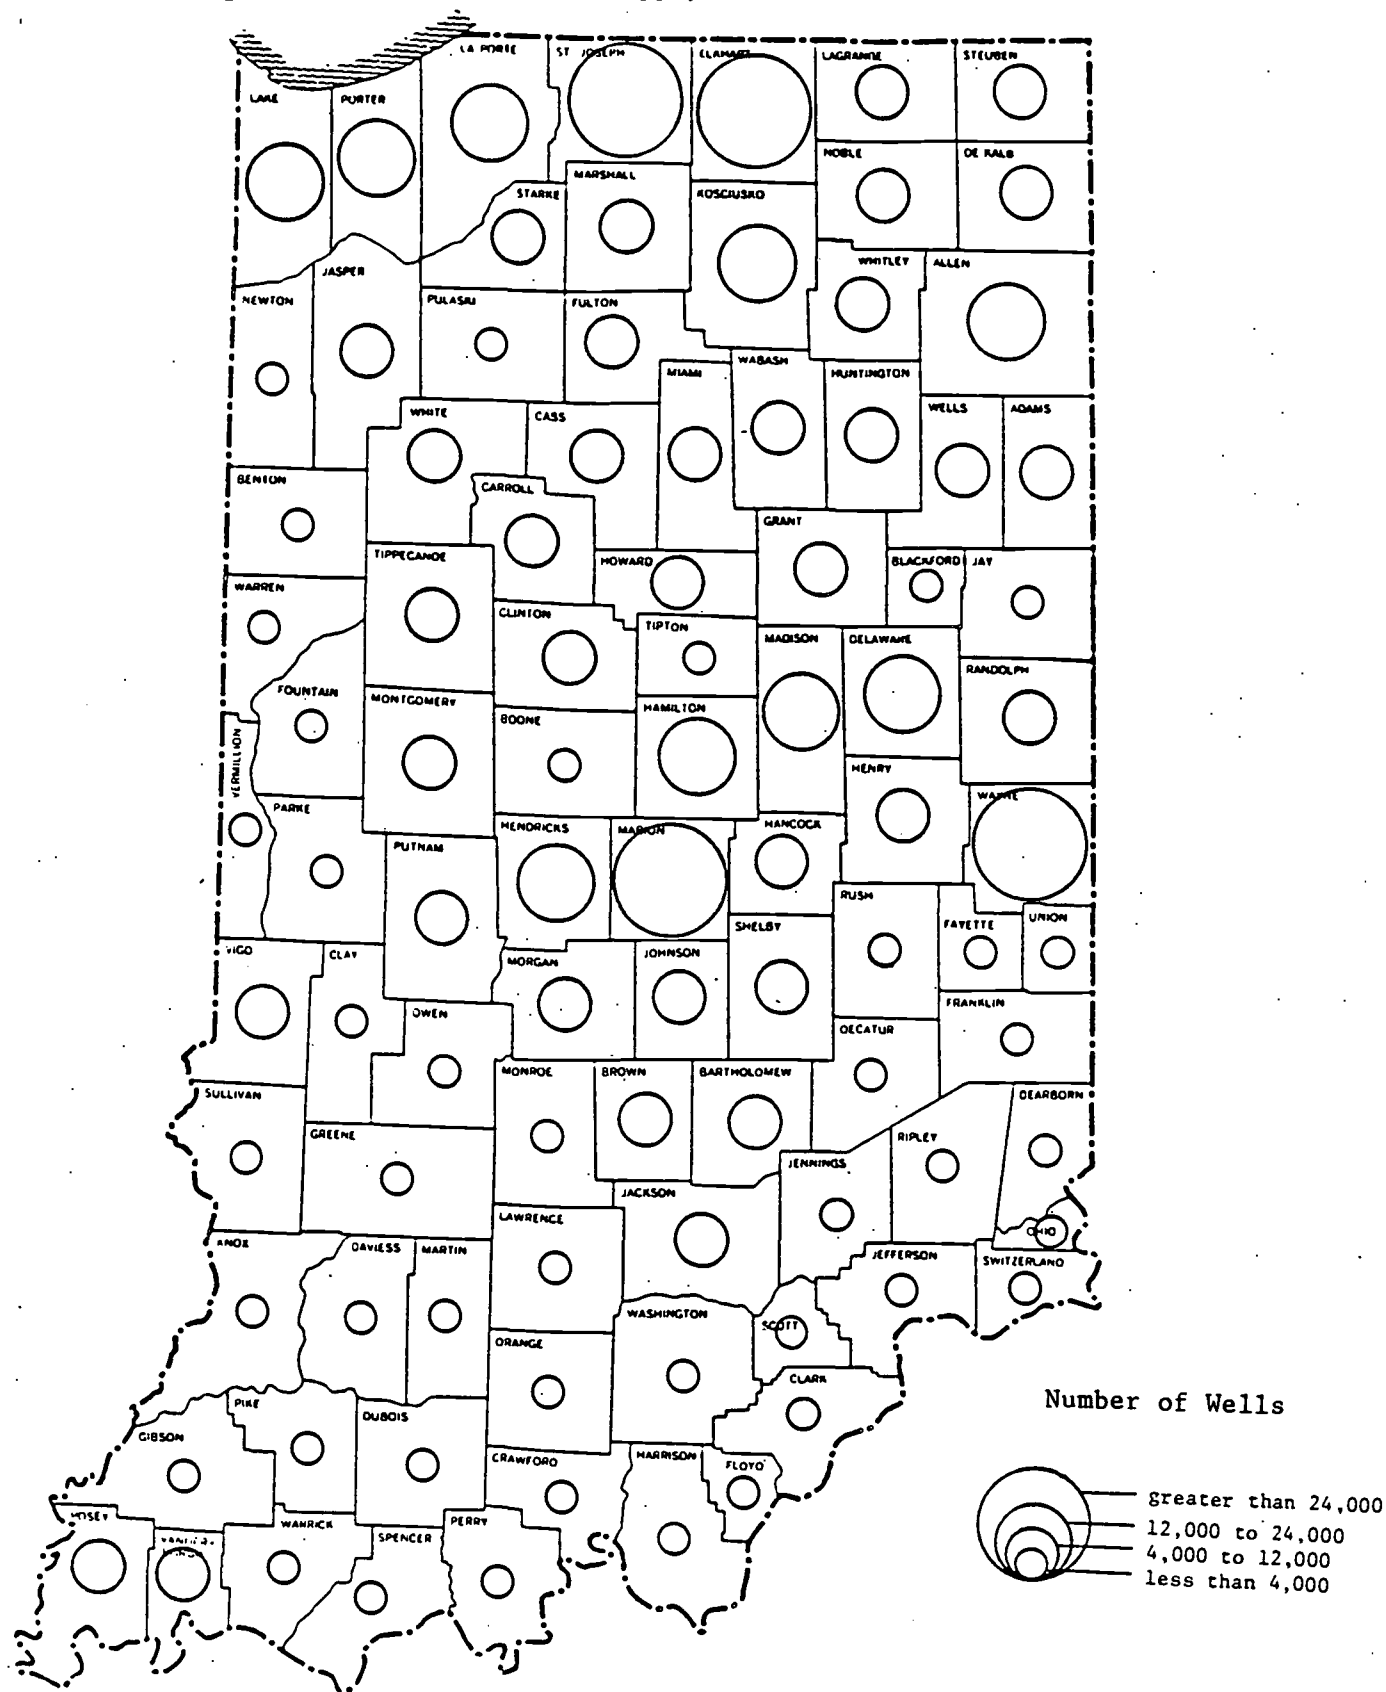 LA PORTE
ST JOSEPH
ELKHART
LAGRANGE
STEUBEN
LAKE
PORTER
NOBLE
DE KALB
MARSHALL
STARKE
KOSCIUSKO
WHITLEY
ALLEN
JASPER
NEWTON
PULASKI
FULTON
WABASH
MIAMI
HUNTINGTON
WHITE
CASS
WELLS
ADAMS
BENTON
CARROLL
GRANT
TIPPECANOE
HOWARD
BLACKFORD
JAY
WARREN
CLINTON
TIPTON
MADISON
DELAWARE
RANDOLPH
FOUNTAIN
MONTGOMERY
HAMILTON
BOONE
VERMILLION
HENRY
WAYNE
PARKE
HENDRICKS
MARION
HANCOCK
PUTNAM
RUSH
FAYETTE
UNION
SHELBY
VIGO
CLAY
MORGAN
JOHNSON
FRANKLIN
OWEN
DECATUR
MONROE
BROWN
BARTHOLOMEW
SULLIVAN
DEARBORN
GREENE
RIPLEY
JENNINGS
JACKSON
LAWRENCE
OHIO
KNOX
DAVIESS
MARTIN
JEFFERSON
SWITZERLAND
WASHINGTON
SCOTT
ORANGE
CLARK
PIKE
DUBOIS
GIBSON
CRAWFORD
HARRISON
FLOYD
POSEY
WARRICK
SPENCER
PERRY
Number of Wells
greater than 24,000
12,000 to 24,000
4,000 to 12,000
less than 4,000